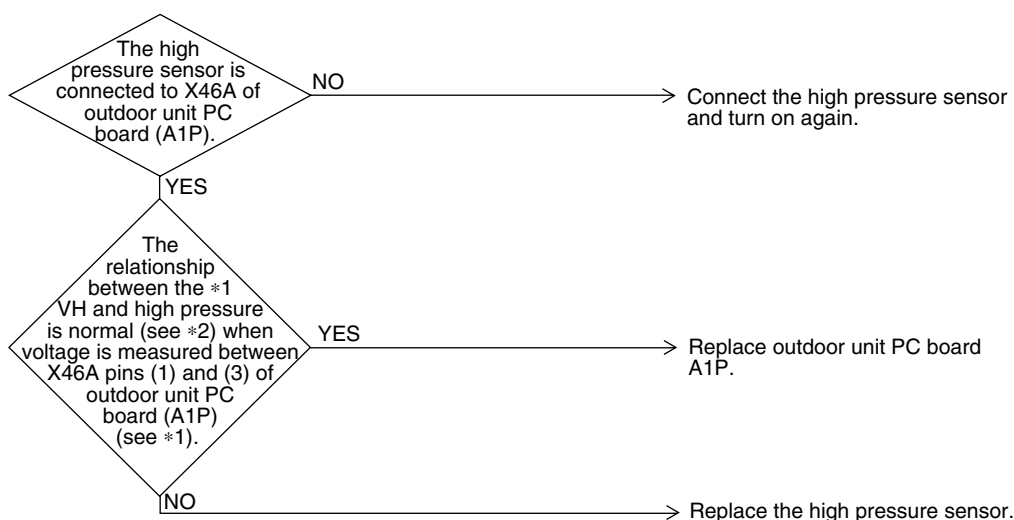 The high
pressure sensor is
connected to X46A of
outdoor unit PC
board (A1P).
NO
Connect the high pressure sensor
and turn on again.
YES
The
relationship
between the *1
VH and high pressure
is normal (see *2) when
voltage is measured between
X46A pins (1) and (3) of
outdoor unit PC
board (A1P)
(see *1).
YES
Replace outdoor unit PC board
A1P.
NO
Replace the high pressure sensor.